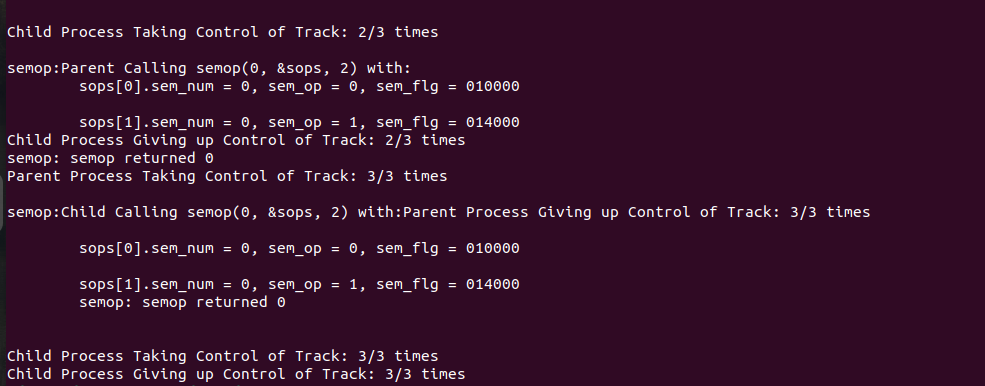 Child Process Taking Control of Track: 2/3 times
semop:Parent Calling semop(0, &sops, 2) with:
sops[0].sem_num = 0, sem_op = 0, sem_flg = 010000
sops[1].sem_num = 0, sem_op = 1, sem_flg = 014000
Child Process Giving up Control of Track: 2/3 times
semop: semop returned 0
Parent Process Taking Control of Track: 3/3 times
semop:Child Calling semop(0, &sops, 2) with:Parent Process Giving up Control of Track: 3/3 times
sops[0].sem_num = 0, sem_op = 0, sem_flg = 010000
sops[1].sem_num = 0, sem_op = 1, sem_flg = 014000
semop: semop returned 0
Child Process Taking Control of Track: 3/3 times
Child Process Giving up Control of Track: 3/3 times